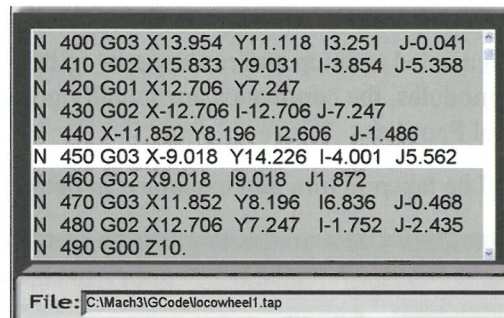 N 400 G03 X13.954 Y11.118 I3.251 J-0.041
N 410 G02 X15.833 Y9.031 I-3.854 J-5.358
N 420 G01 X12.706 Y7.247
N 430 G02 X-12.706 I-12.706 J-7.247
N 440 X-11.852 Y8.196 I2.606 J-1.486
N 450 G03 X-9.018 Y14.226 I-4.001 J5.562
N 460 G02 X9.018 I9.018 J1.872
N 470 G03 X11.852 Y8.196 I6.836 J-0.468
N 480 G02 X12.706 Y7.247 I-1.752 J-2.435
N 490 G00 Z10.
File: C:\Mach3\GCode\locowheel1.tap